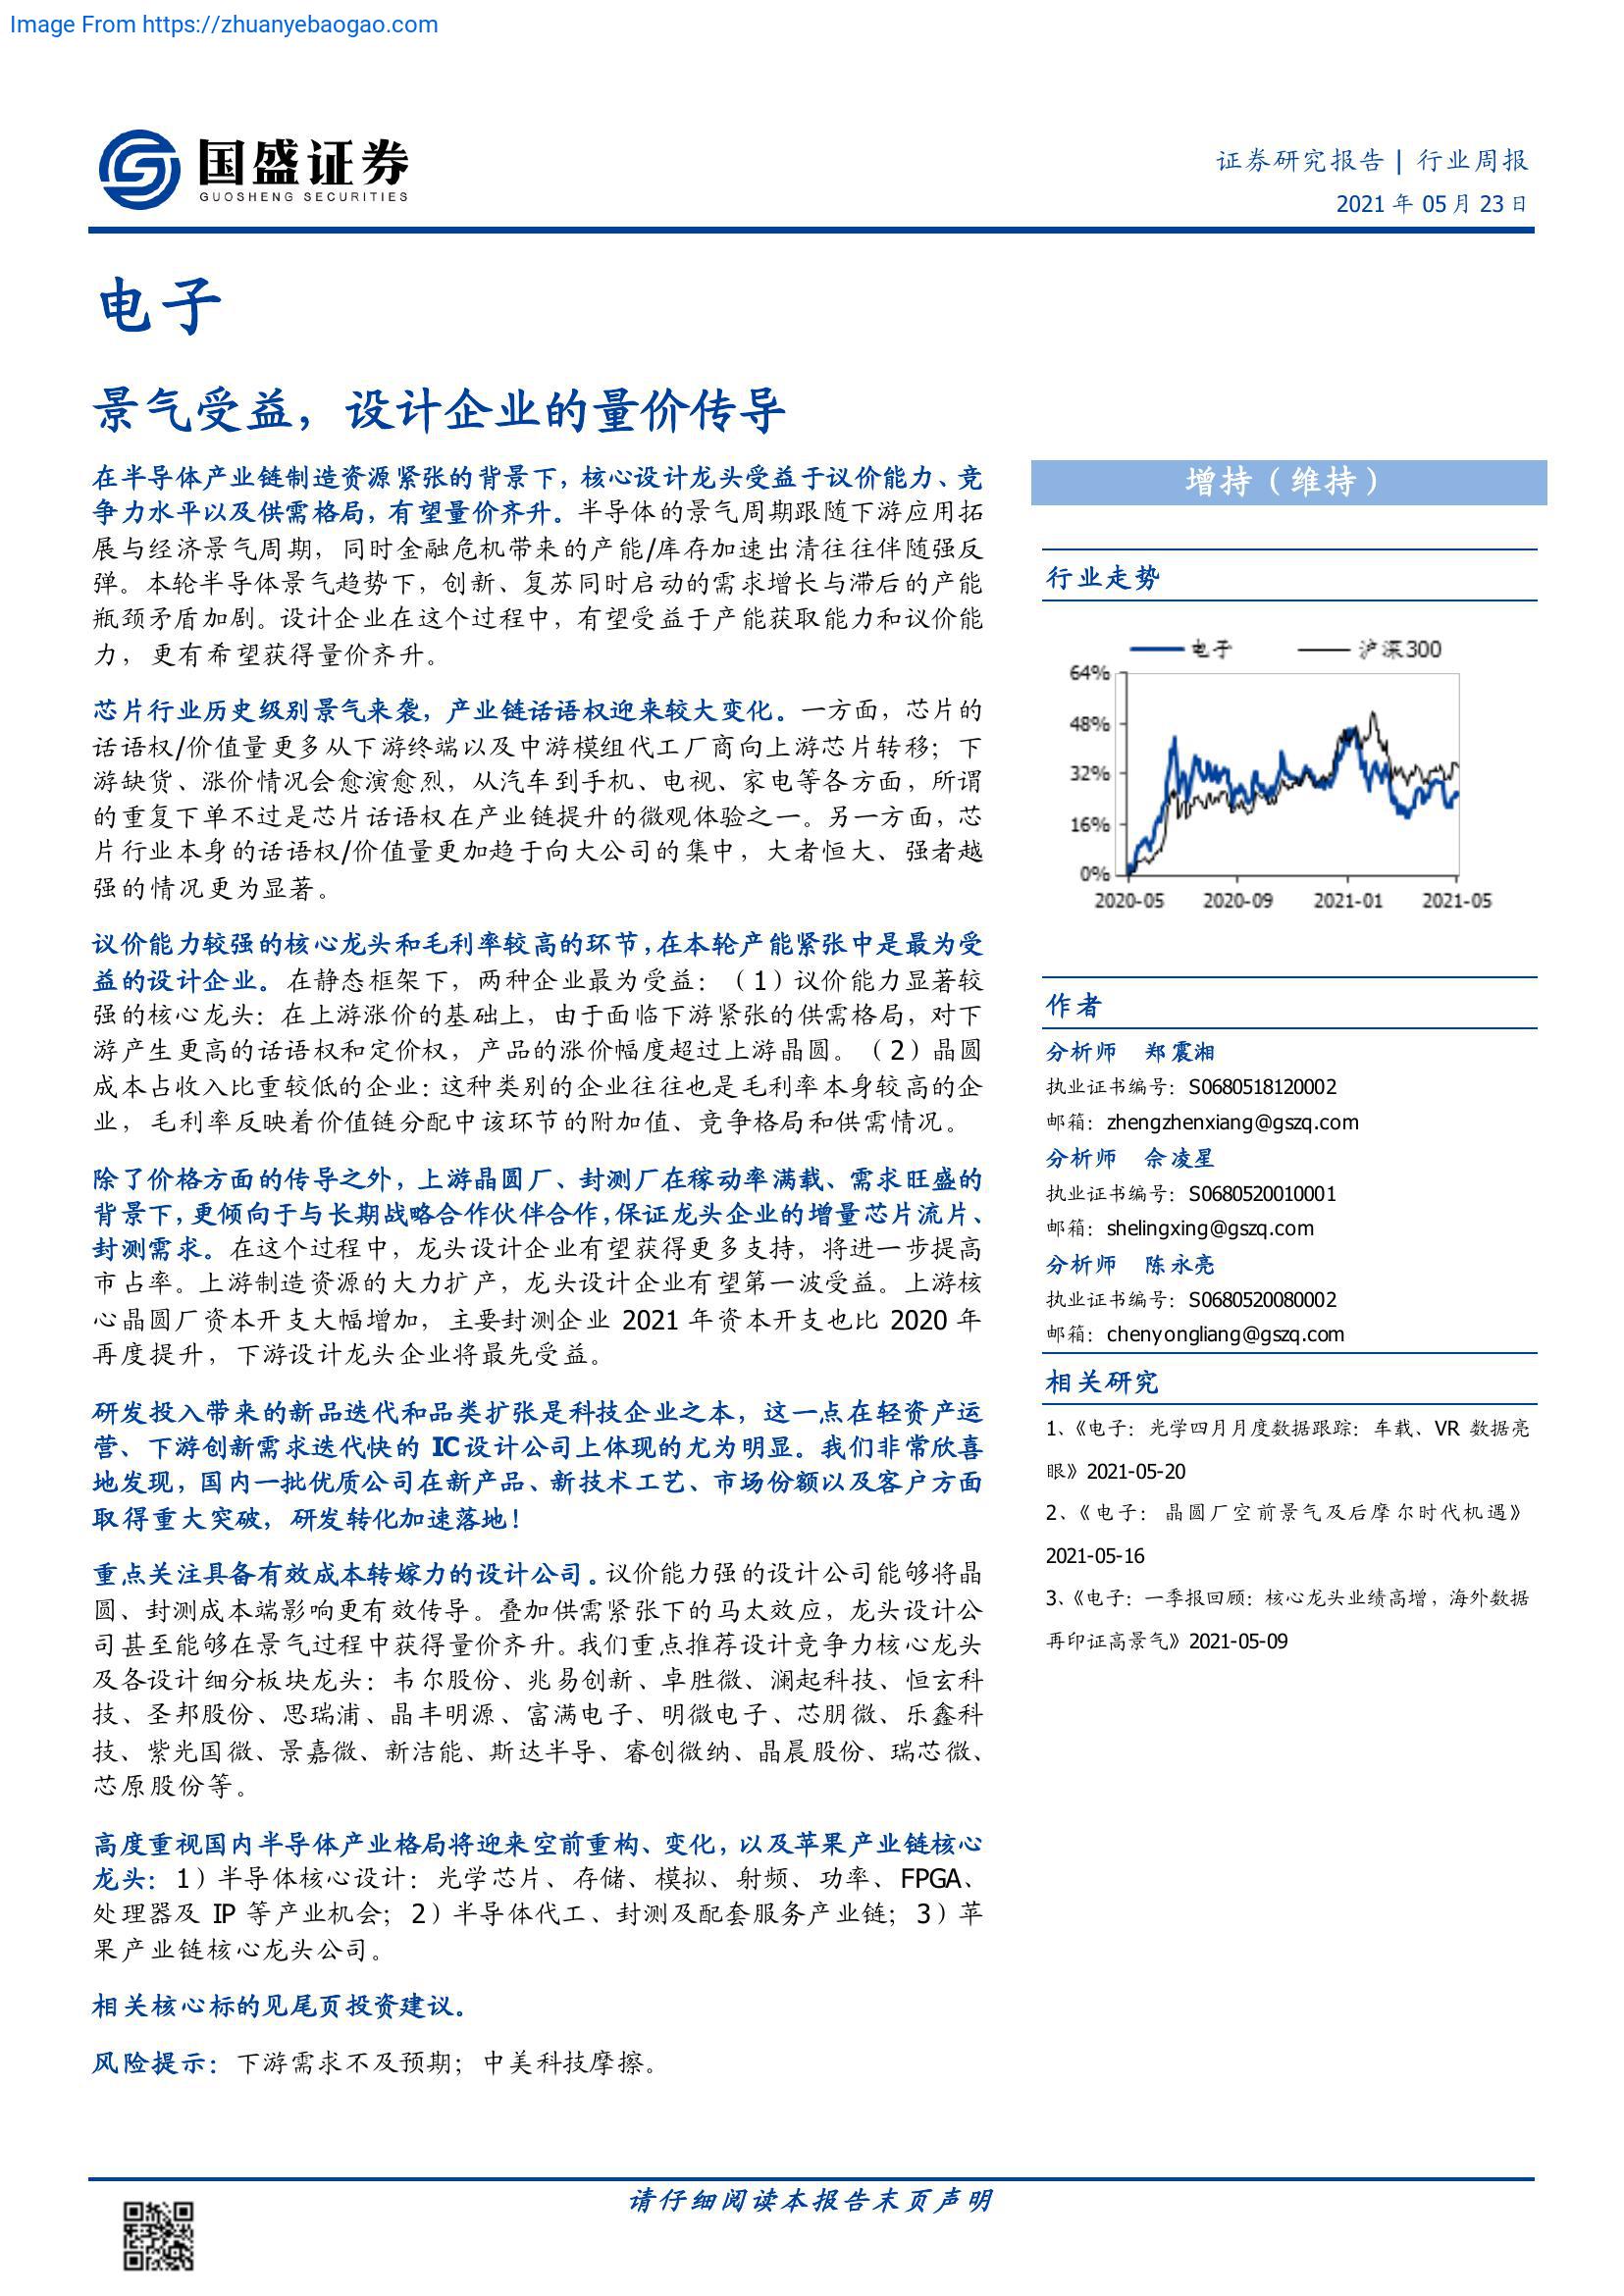 Image From https://zhuanyebaogao.com
国盛证券
GUOSHENG SECURITIES
证券研究报告 | 行业周报
2021 年 05 月 23 日
电子
景气受益，设计企业的量价传导
在半导体产业链制造资源紧张的背景下，核心设计龙头受益于议价能力、竞
争力水平以及供需格局，有望量价齐升。半导体的景气周期跟随下游应用拓
展与经济景气周期，同时金融危机带来的产能/库存加速出清往往伴随强反
弹。本轮半导体景气趋势下，创新、复苏同时启动的需求增长与滞后的产能
瓶颈矛盾加剧。设计企业在这个过程中，有望受益于产能获取能力和议价能
力，更有希望获得量价齐升。
芯片行业历史级别景气来袭，产业链话语权迎来较大变化。一方面，芯片的
话语权/价值量更多从下游终端以及中游模组代工厂商向上游芯片转移；下
游缺货、涨价情况会愈演愈烈，从汽车到手机、电视、家电等各方面，所谓
的重复下单不过是芯片话语权在产业链提升的微观体验之一。另一方面，芯
片行业本身的话语权/价值量更加趋于向大公司的集中，大者恒大、强者越
强的情况更为显著。
议价能力较强的核心龙头和毛利率较高的环节，在本轮产能紧张中是最为受
益的设计企业。在静态框架下，两种企业最为受益：（1）议价能力显著较
强的核心龙头：在上游涨价的基础上，由于面临下游紧张的供需格局，对下
游产生更高的话语权和定价权，产品的涨价幅度超过上游晶圆。（2）晶圆
成本占收入比重较低的企业：这种类别的企业往往也是毛利率本身较高的企
业，毛利率反映着价值链分配中该环节的附加值、竞争格局和供需情况。
除了价格方面的传导之外，上游晶圆厂、封测厂在稼动率满载、需求旺盛的
背景下，更倾向于与长期战略合作伙伴合作，保证龙头企业的增量芯片流片、
封测需求。在这个过程中，龙头设计企业有望获得更多支持，将进一步提高
市占率。上游制造资源的大力扩产，龙头设计企业有望第一波受益。上游核
心晶圆厂资本开支大幅增加，主要封测企业 2021 年资本开支也比 2020 年
再度提升，下游设计龙头企业将最先受益。
研发投入带来的新品迭代和品类扩张是科技企业之本，这一点在轻资产运
营、下游创新需求迭代快的 IC 设计公司上体现的尤为明显。我们非常欣喜
地发现，国内一批优质公司在新产品、新技术工艺、市场份额以及客户方面
取得重大突破，研发转化加速落地！
重点关注具备有效成本转嫁力的设计公司。议价能力强的设计公司能够将晶
圆、封测成本端影响更有效传导。叠加供需紧张下的马太效应，龙头设计公
司甚至能够在景气过程中获得量价齐升。我们重点推荐设计竞争力核心龙头
及各设计细分板块龙头：韦尔股份、兆易创新、卓胜微、澜起科技、恒玄科
技、圣邦股份、思瑞浦、晶丰明源、富满电子、明微电子、芯朋微、乐鑫科
技、紫光国微、景嘉微、新洁能、斯达半导、睿创微纳、晶晨股份、瑞芯微、
芯原股份等。
高度重视国内半导体产业格局将迎来空前重构、变化，以及苹果产业链核心
龙头：1）半导体核心设计：光学芯片、存储、模拟、射频、功率、FPGA、
处理器及 IP 等产业机会；2）半导体代工、封测及配套服务产业链；3）苹
果产业链核心龙头公司。
相关核心标的见尾页投资建议。
风险提示：下游需求不及预期；中美科技摩擦。
增持（维持）
行业走势
电子 沪深300
64%
48%
32%
16%
0%
2020-05 2020-09 2021-01 2021-05
作者
分析师 郑震湘
执业证书编号：S0680518120002
邮箱：zhengzhenxiang@gszq.com
分析师 佘凌星
执业证书编号：S0680520010001
邮箱：shelingxing@gszq.com
分析师 陈永亮
执业证书编号：S0680520080002
邮箱：chenyongliang@gszq.com
相关研究
1、《电子：光学四月月度数据跟踪：车载、VR 数据亮
眼》2021-05-20
2、《电子：晶圆厂空前景气及后摩尔时代机遇》
2021-05-16
3、《电子：一季报回顾：核心龙头业绩高增，海外数据
再印证高景气》2021-05-09
请仔细阅读本报告末页声明